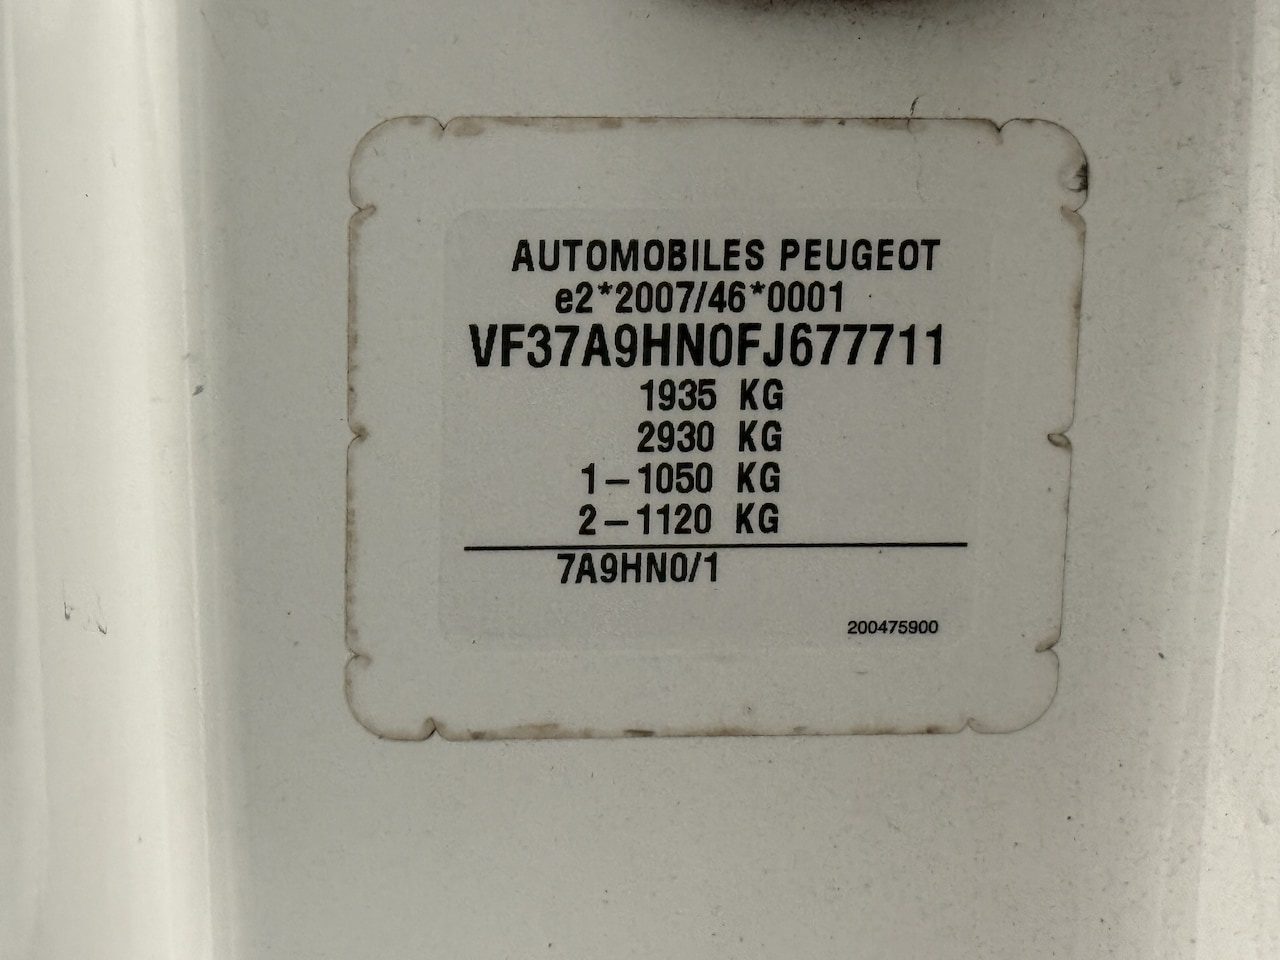 AUTOMOBILES PEUGEOT
e2*2007/46*0001
VF37A9HN0FJ677711
1935 KG
2930 KG
1-1050 KG
2-1120 KG
7A9HN0/1
200475900